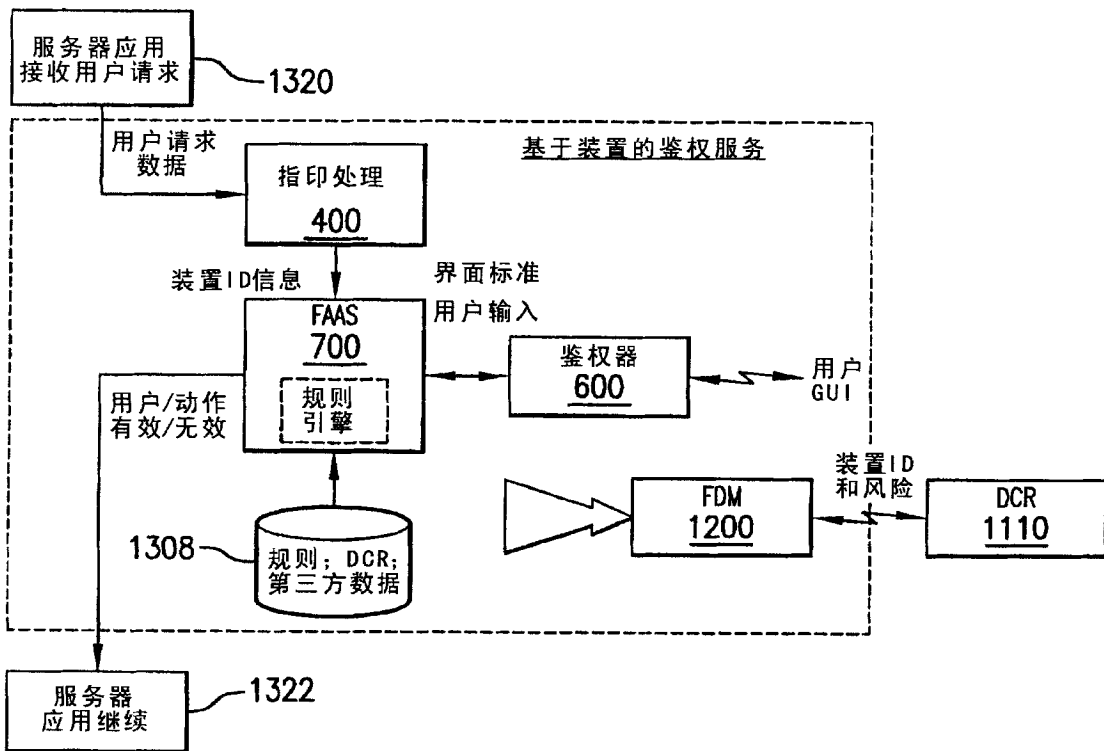 服务器应用
接收用户请求
1320
用户请求
数据
基于装置的鉴权服务
指印处理
400
装置ID信息
界面标准
用户输入
FAAS
700
规则
引擎
鉴权器
600
用户
GUI
用户/动作
有效/无效
装置ID
和风险
FDM
1200
DCR
1110
1308
规则；DCR；
第三方数据
服务器
应用继续
1322